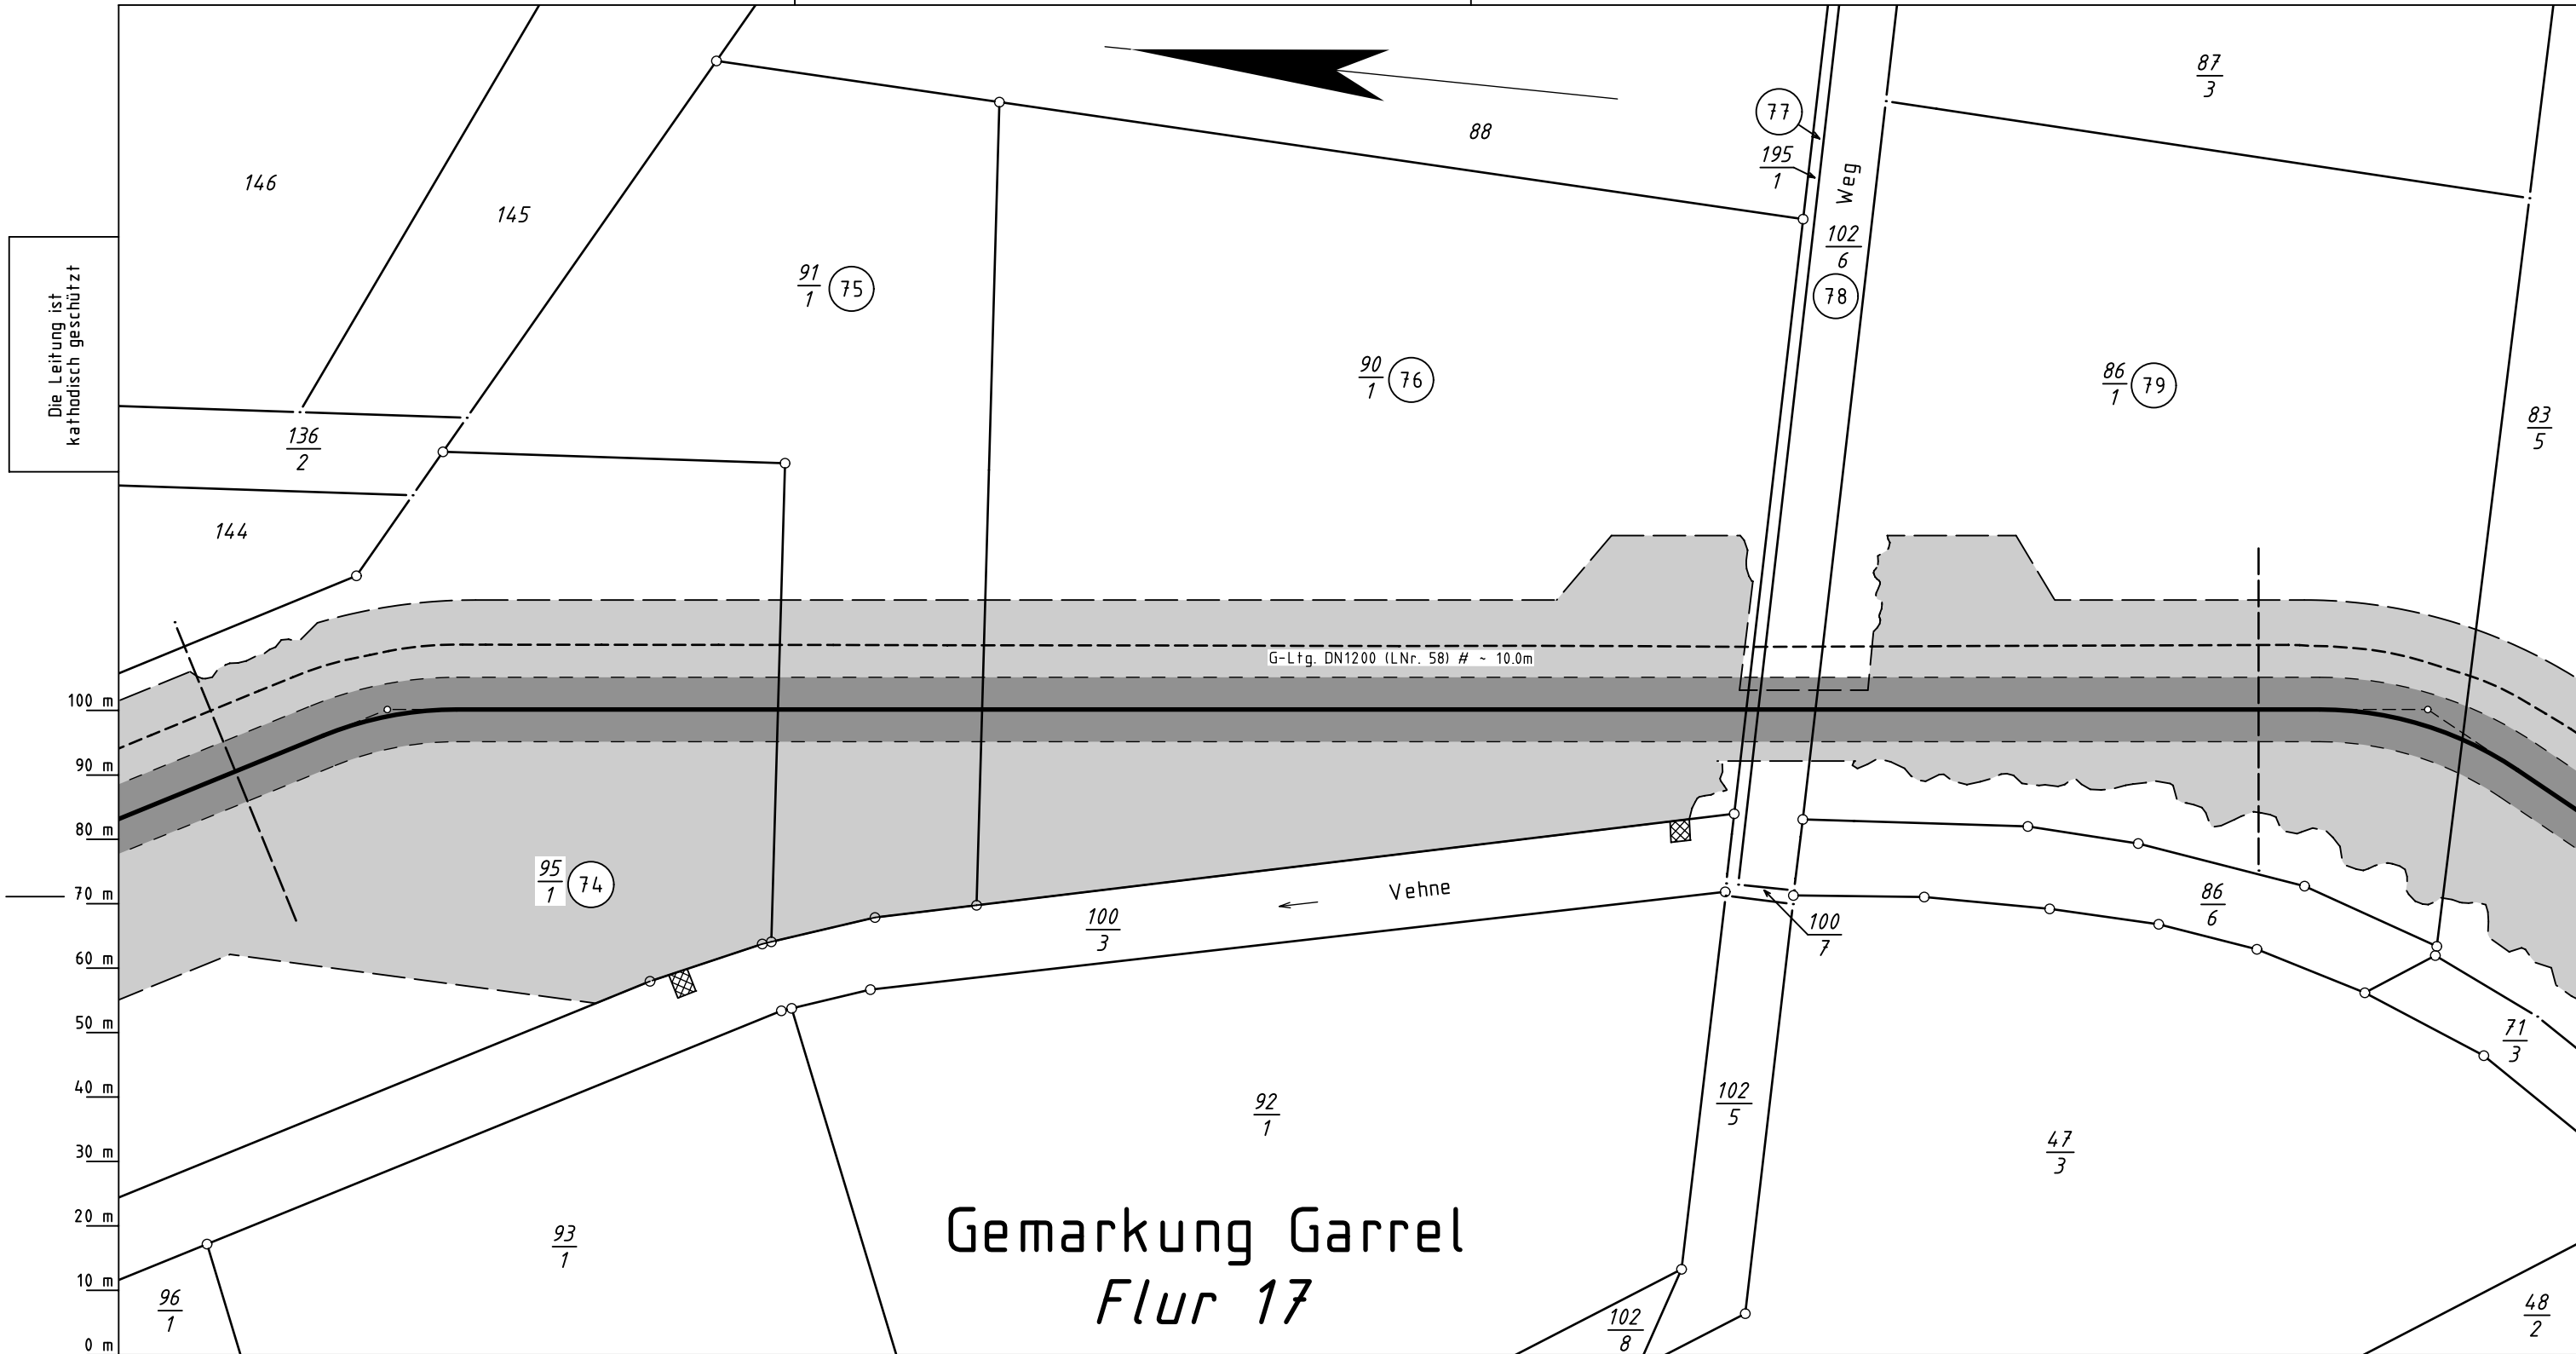 87
3
77
88
195
1
Weg
146
145
102
6
91
1
75
78
Die Leitung ist
kathodisch geschützt
90
1
76
86
1
79
83
5
136
2
144
G-Ltg. DN1200 (LNr. 58) # ~ 10.0m
100 m
90 m
80 m
70 m
60 m
50 m
40 m
30 m
20 m
10 m
0 m
95
1
74
Vehne
100
3
100
7
86
6
71
3
102
5
92
1
47
3
93
1
Gemarkung Garrel
Flur 17
96
1
102
8
48
2